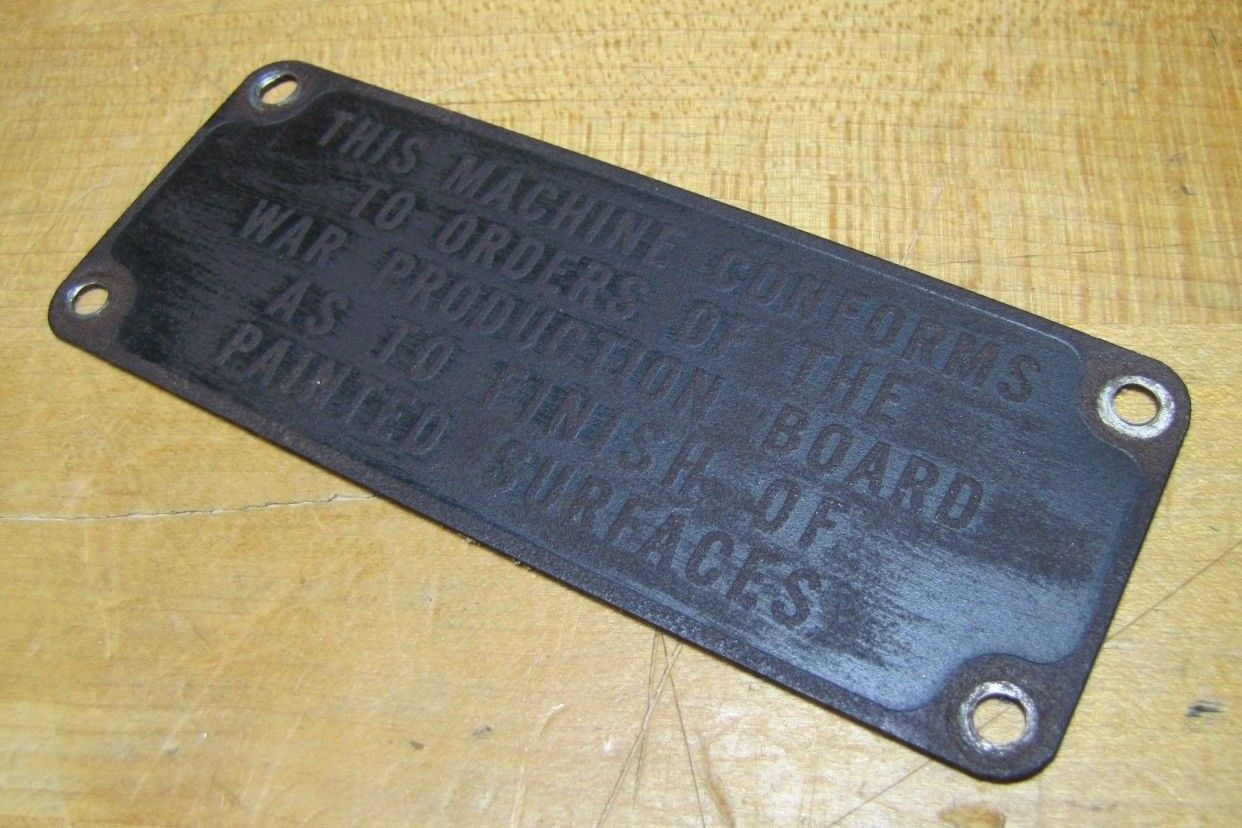 THIS MACHINE CONFORMS
TO ORDERS OF THE
WAR PRODUCTION BOARD
AS TO FINISH OF
PAINTED SURFACES